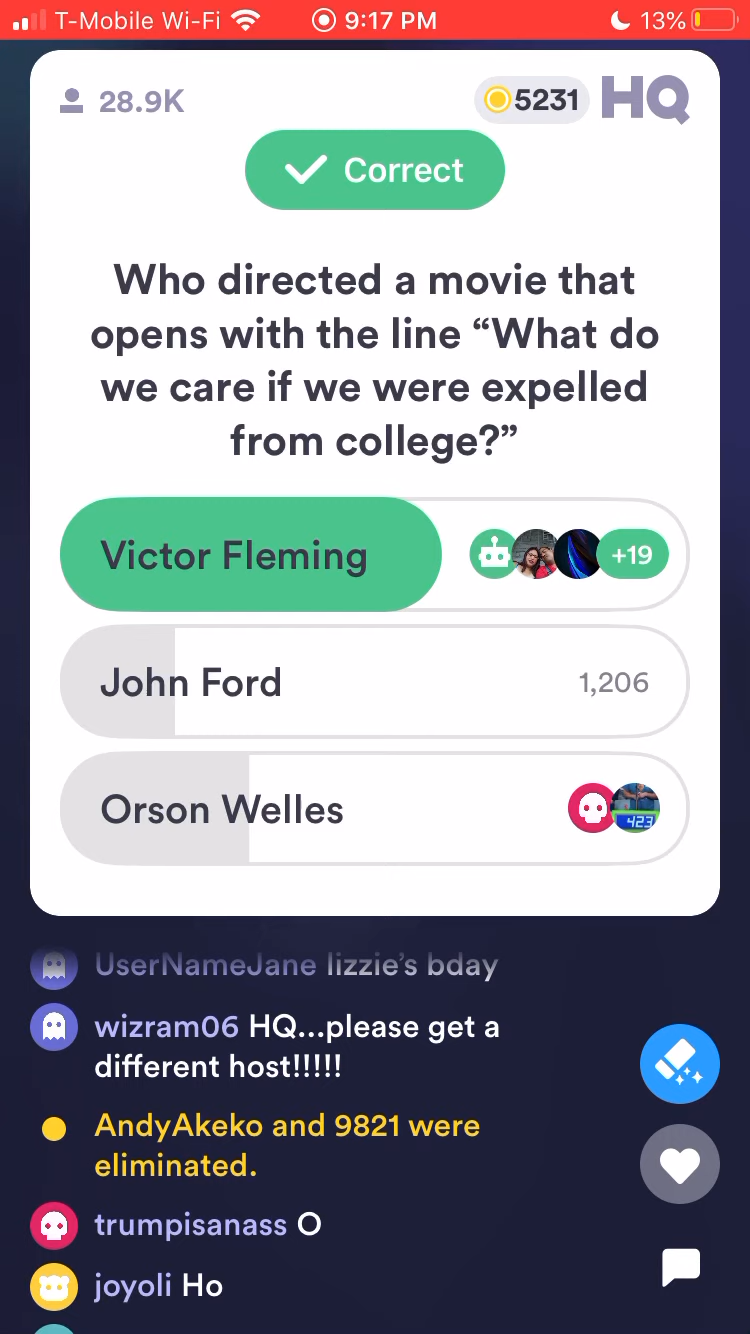 T-Mobile Wi-Fi 9:17 PM 13%
28.9K 5231 HQ
Correct
Who directed a movie that
opens with the line “What do
we care if we were expelled
from college?”
Victor Fleming +19
John Ford 1,206
Orson Welles 423
UserNameJane lizzie’s bday
wizram06 HQ...please get a
different host!!!!!
AndyAkeko and 9821 were
eliminated.
trumpisanass O
joyoli Ho